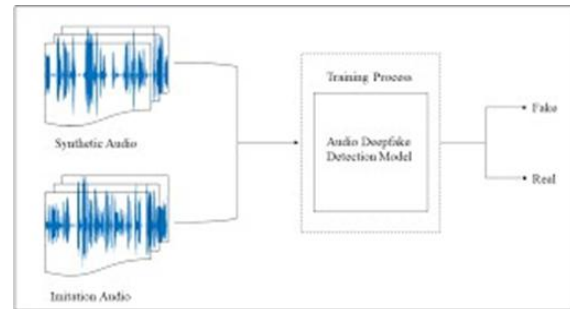 Synthetic Audio
Imitation Audio
Training Process
Audio Deepfake
Detection Model
Fake
Real